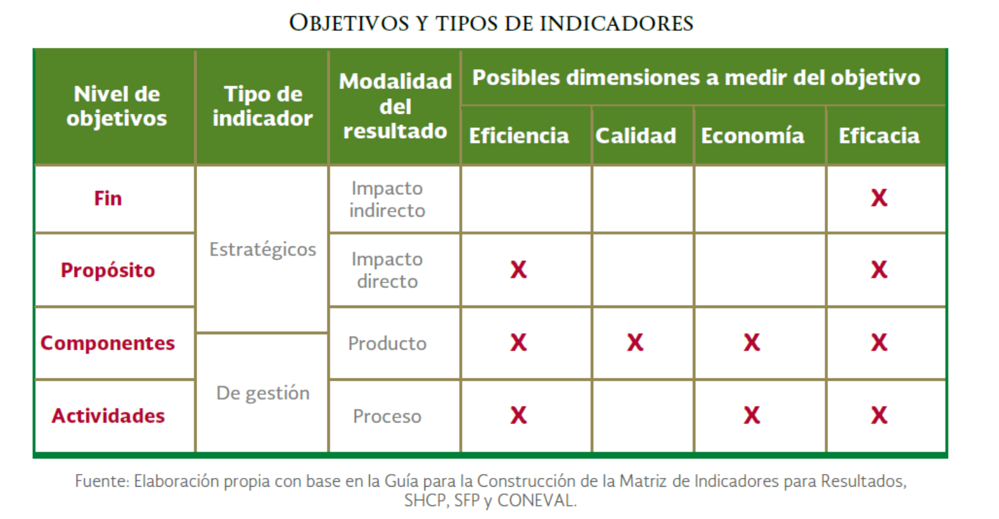 OBJETIVOS Y TIPOS DE INDICADORES
Nivel de
objetivos
Tipo de
indicador
Modalidad
del
resultado
Posibles dimensiones a medir del objetivo
Eficiencia
Calidad
Economía
Eficacia
Fin
Estratégicos
Impacto
indirecto
X
Propósito
Impacto
directo
X
X
Componentes
Producto
X
X
X
X
De gestión
Actividades
Proceso
X
X
X
Fuente: Elaboración propia con base en la Guía para la Construcción de la Matriz de Indicadores para Resultados,
SHCP, SFP y CONEVAL.